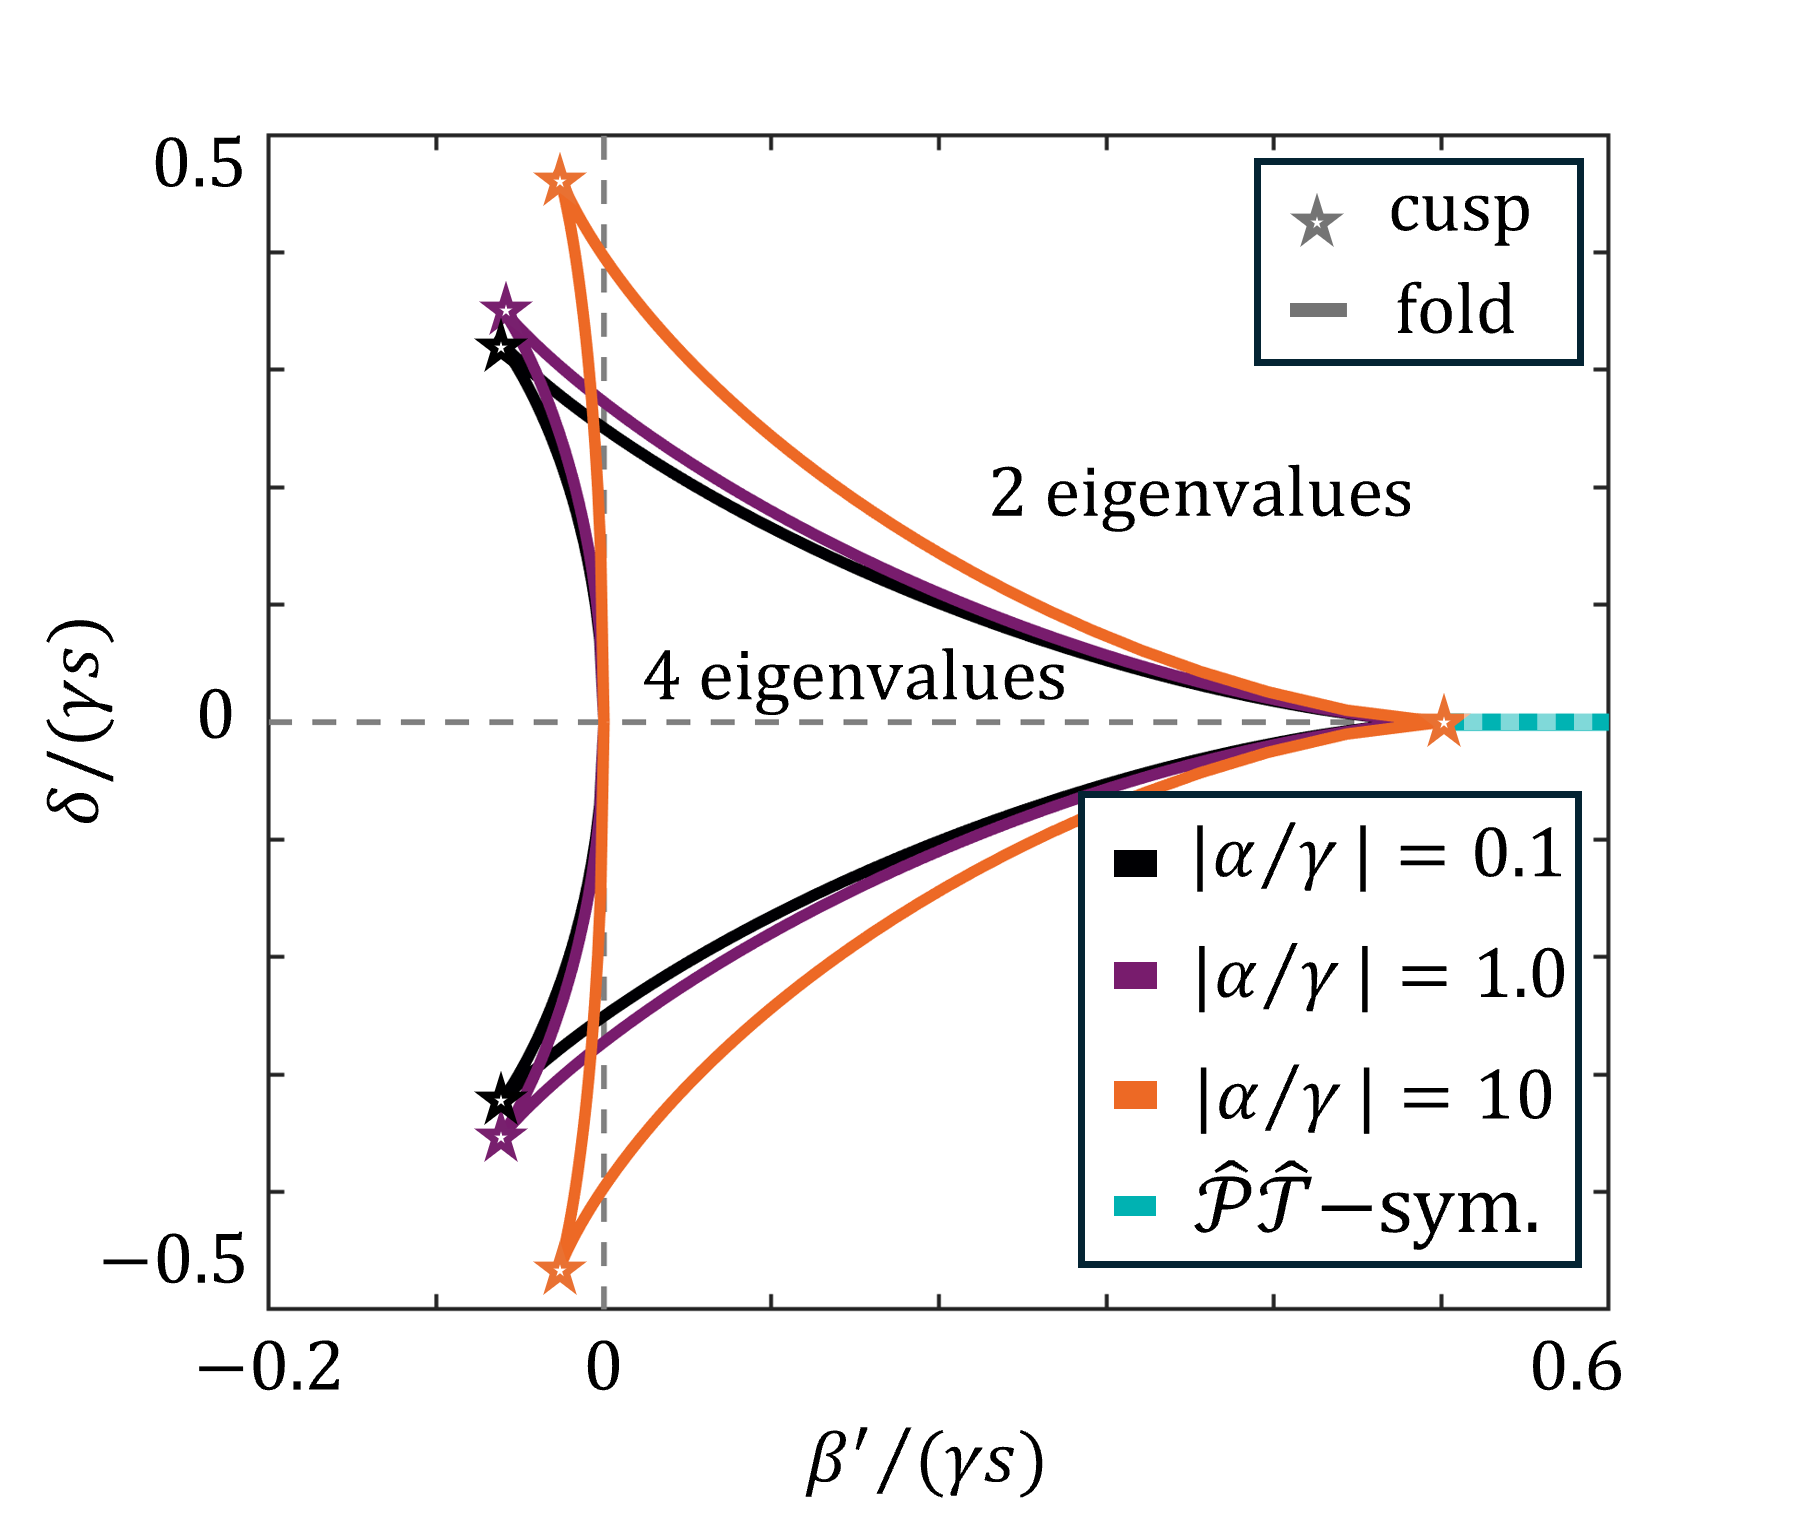 0.5
cusp
fold
2 eigenvalues
4 eigenvalues
δ/(γs)
0
|α/γ| = 0.1
|α/γ| = 1.0
|α/γ| = 10
𝒫̂𝒯̂−sym.
−0.5
−0.2
0
0.6
β′/(γs)